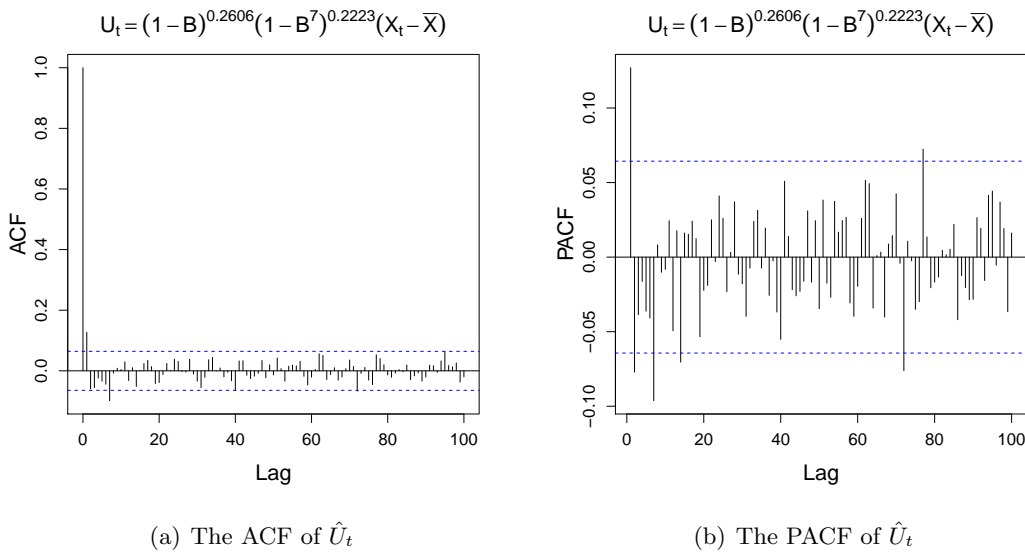 U_t = (1 − B)^0.2606 (1 − B^7)^0.2223 (X_t − X̅)
ACF
1.0
0.8
0.6
0.4
0.2
0.0
0 20 40 60 80 100
Lag
(a) The ACF of Û_t
U_t = (1 − B)^0.2606 (1 − B^7)^0.2223 (X_t − X̅)
PACF
0.10
0.05
0.00
−0.05
−0.10
0 20 40 60 80 100
Lag
(b) The PACF of Û_t